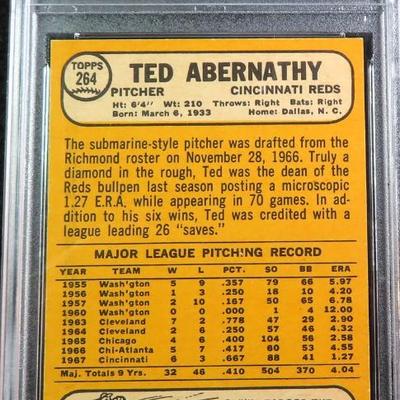 TOPPS
264
TED ABERNATHY
PITCHER CINCINNATI REDS
Ht: 6'4" Wt: 210 Throws: Right Bats: Right
Born: March 6, 1933 Home: Dallas, N. C.
The submarine-style pitcher was drafted from the
Richmond roster on November 28, 1966. Truly a
diamond in the rough, Ted was the dean of the
Reds bullpen last season posting a microscopic
1.27 E.R.A. while appearing in 70 games. In ad-
dition to his six wins, Ted was credited with a
league leading 26 "saves."
MAJOR LEAGUE PITCHING RECORD
YEAR TEAM W L PCT. SO BB ERA
1955 Wash'gton 5 9 .357 79 66 5.97
1956 Wash'gton 1 3 .250 18 10 4.20
1957 Wash'gton 2 10 .167 50 65 6.78
1960 Wash'gton 0 0 .000 1 4 12.00
1963 Cleveland 7 2 .778 47 29 2.90
1964 Cleveland 2 6 .250 57 46 4.32
1965 Chicago 4 6 .400 104 56 2.58
1966 Chi-Atlanta 5 7 .417 60 53 4.55
1967 Cincinnati 6 3 .667 88 41 1.27
Maj. Totals 9 Yrs. 32 46 .410 504 370 4.04